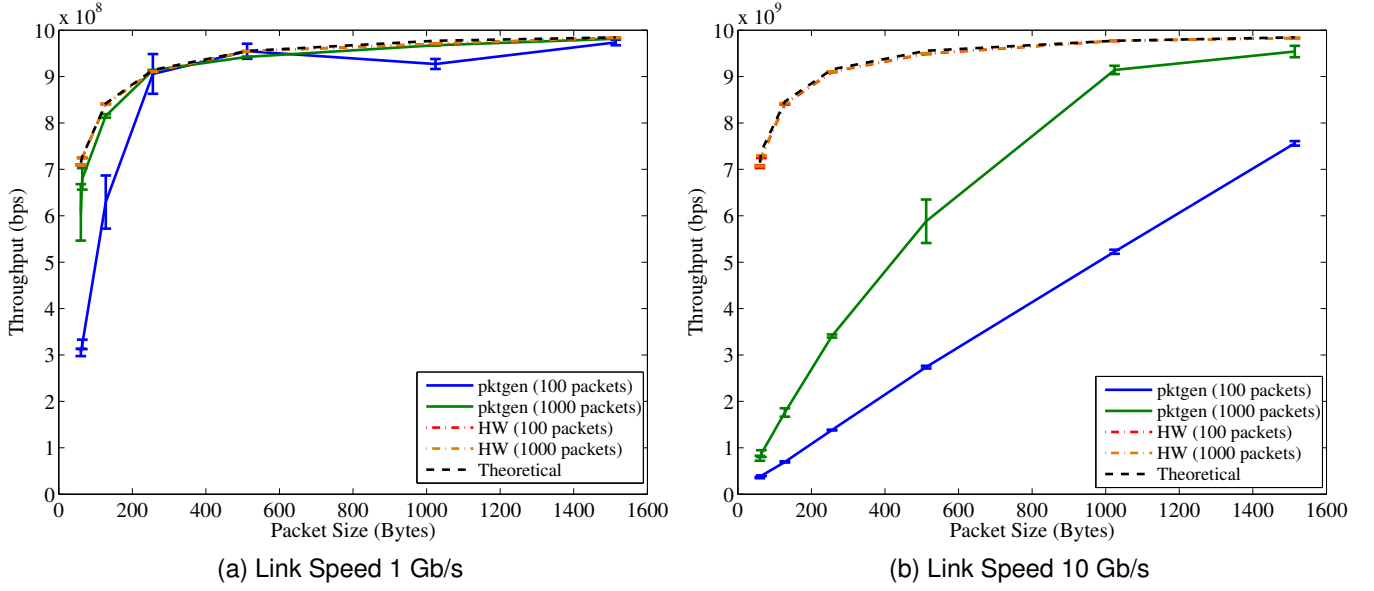 x 10^8
10
9
8
7
6
5
4
3
2
1
0
Throughput (bps)
0 200 400 600 800 1000 1200 1400 1600
Packet Size (Bytes)
pktgen (100 packets)
pktgen (1000 packets)
HW (100 packets)
HW (1000 packets)
Theoretical
(a) Link Speed 1 Gb/s
x 10^9
10
9
8
7
6
5
4
3
2
1
0
Throughput (bps)
0 200 400 600 800 1000 1200 1400 1600
Packet Size (Bytes)
pktgen (100 packets)
pktgen (1000 packets)
HW (100 packets)
HW (1000 packets)
Theoretical
(b) Link Speed 10 Gb/s